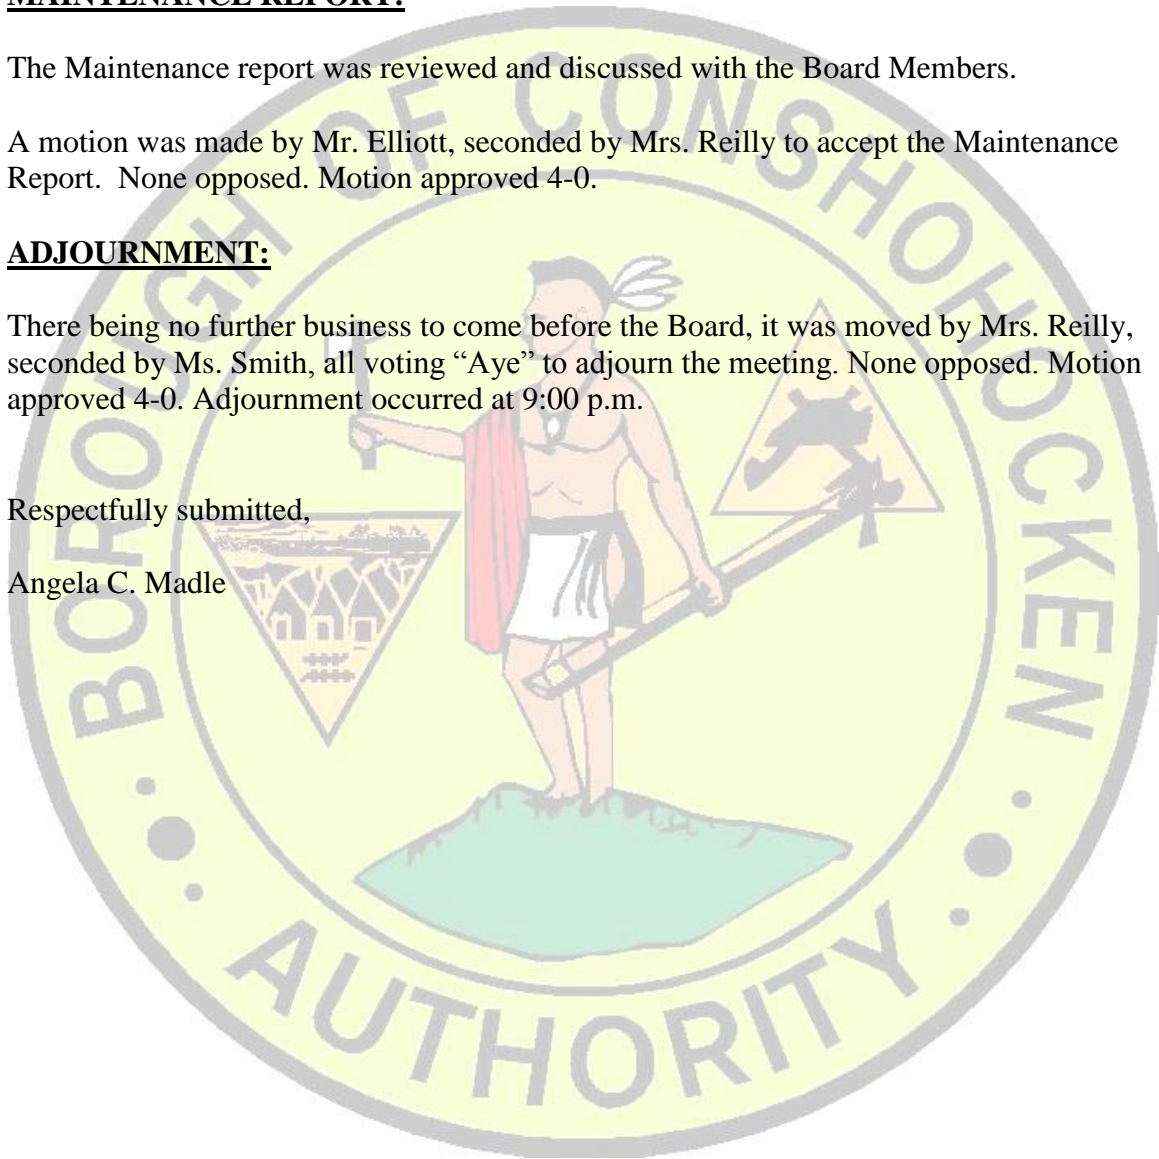 MAINTENANCE REPORT:
The Maintenance report was reviewed and discussed with the Board Members.
A motion was made by Mr. Elliott, seconded by Mrs. Reilly to accept the Maintenance
Report.  None opposed. Motion approved 4-0.
ADJOURNMENT:
There being no further business to come before the Board, it was moved by Mrs. Reilly,
seconded by Ms. Smith, all voting “Aye” to adjourn the meeting. None opposed. Motion
approved 4-0. Adjournment occurred at 9:00 p.m.
Respectfully submitted,
Angela C. Madle
BOROUGH OF CONSHOHOCKEN
AUTHORITY